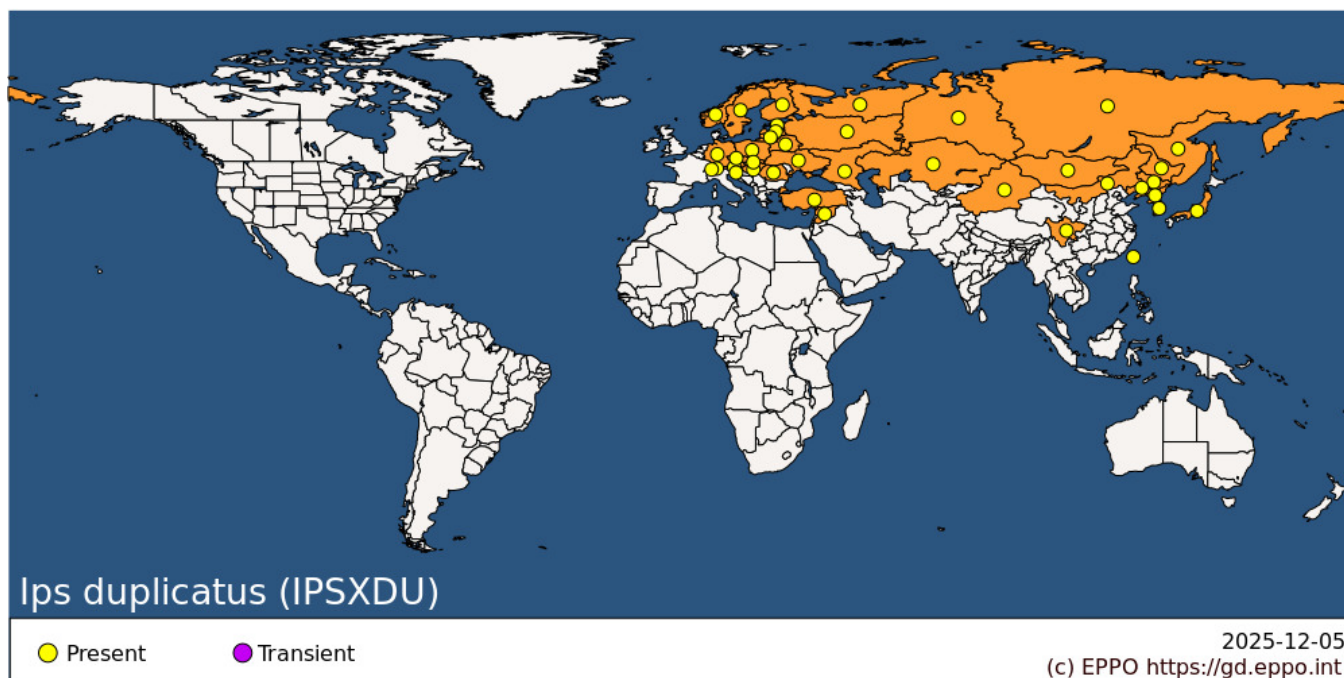 Ips duplicatus (IPSXDU)
Present
Transient
2025-12-05
(c) EPPO https://gd.eppo.int